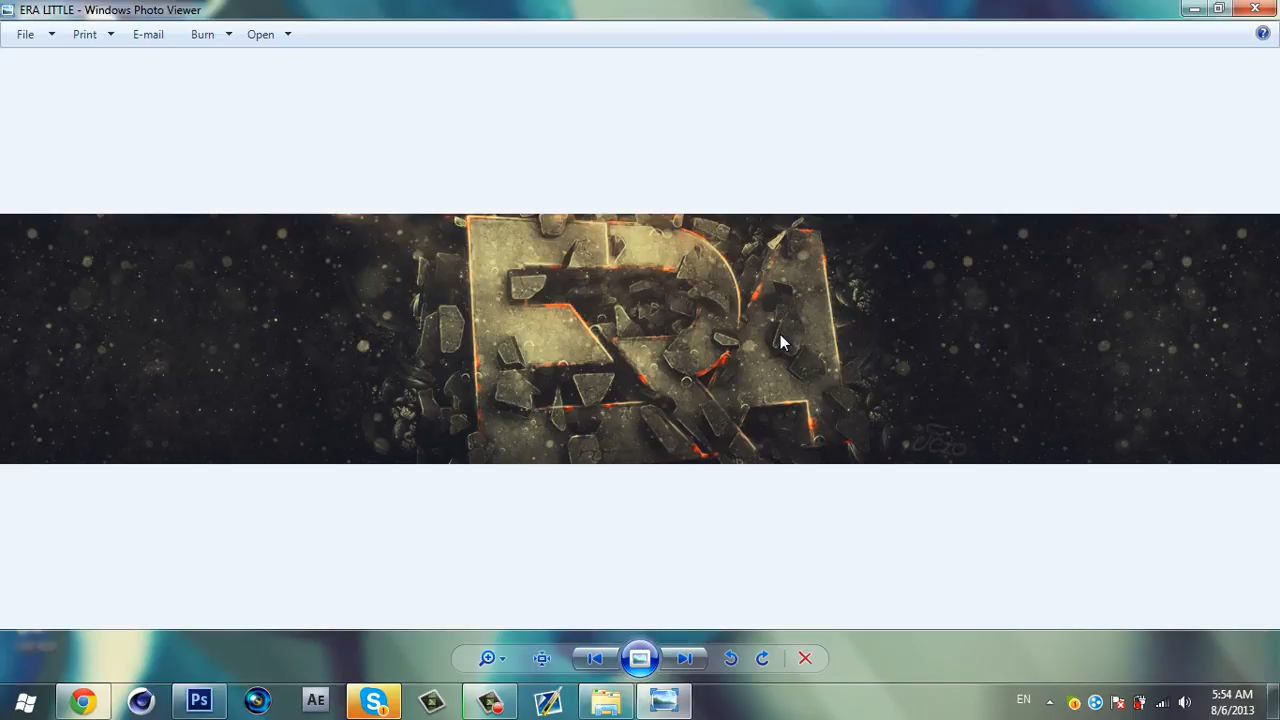 ERA LITTLE - Windows Photo Viewer
File Print E-mail Burn Open
ERA
Ps Ae S EN 5:54 AM
8/6/2013